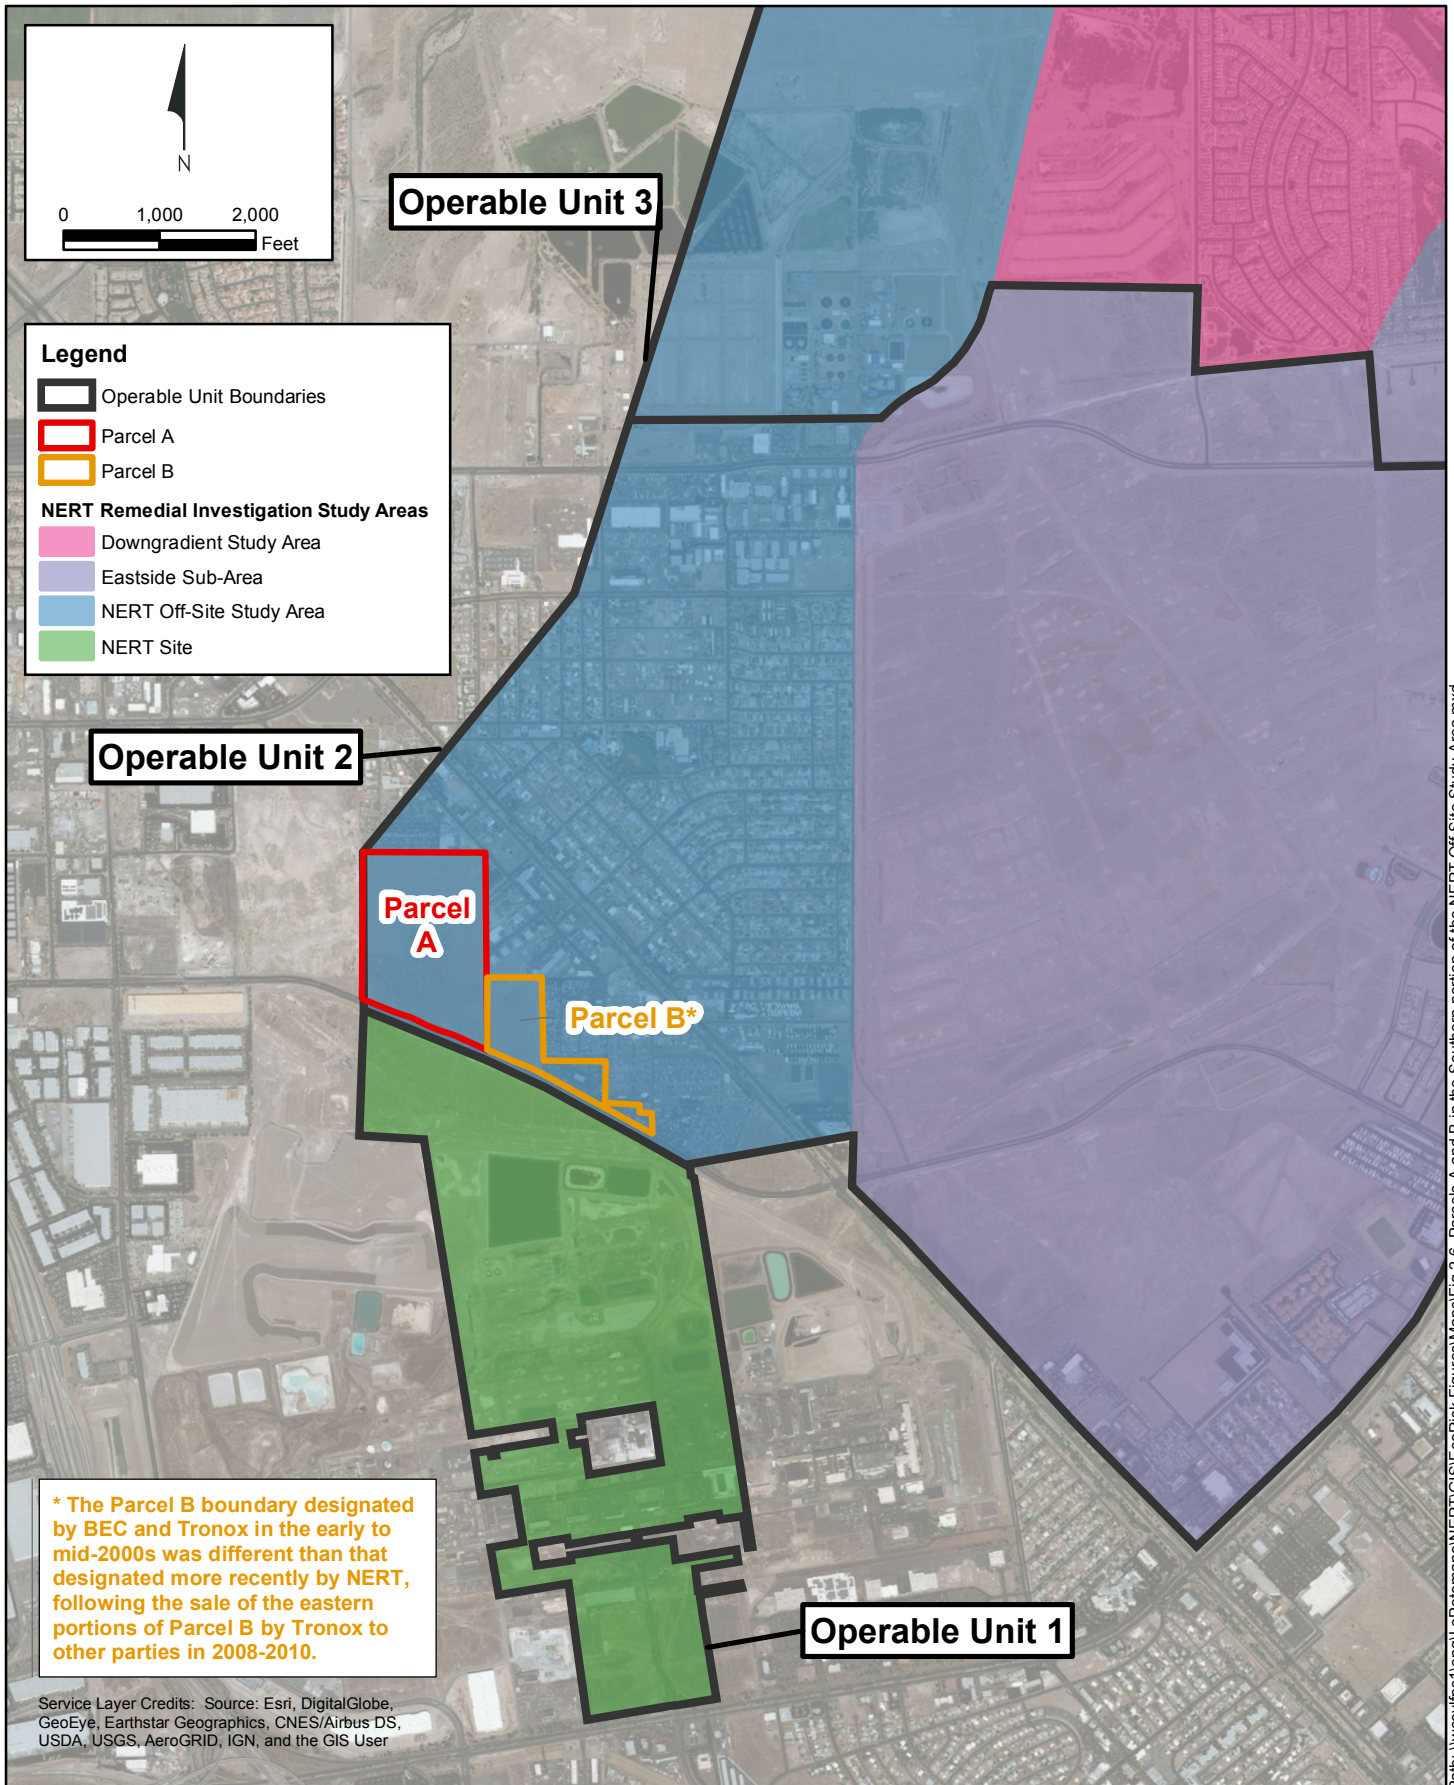 N
0 1,000 2,000
Feet
Operable Unit 3
Legend
Operable Unit Boundaries
Parcel A
Parcel B
NERT Remedial Investigation Study Areas
Downgradient Study Area
Eastside Sub-Area
NERT Off-Site Study Area
NERT Site
Operable Unit 2
Parcel
A
Parcel B*
* The Parcel B boundary designated
by BEC and Tronox in the early to
mid-2000s was different than that
designated more recently by NERT,
following the sale of the eastern
portions of Parcel B by Tronox to
other parties in 2008-2010.
Operable Unit 1
Service Layer Credits: Source: Esri, DigitalGlobe,
GeoEye, Earthstar Geographics, CNES/Airbus DS,
USDA, USGS, AeroGRID, IGN, and the GIS User